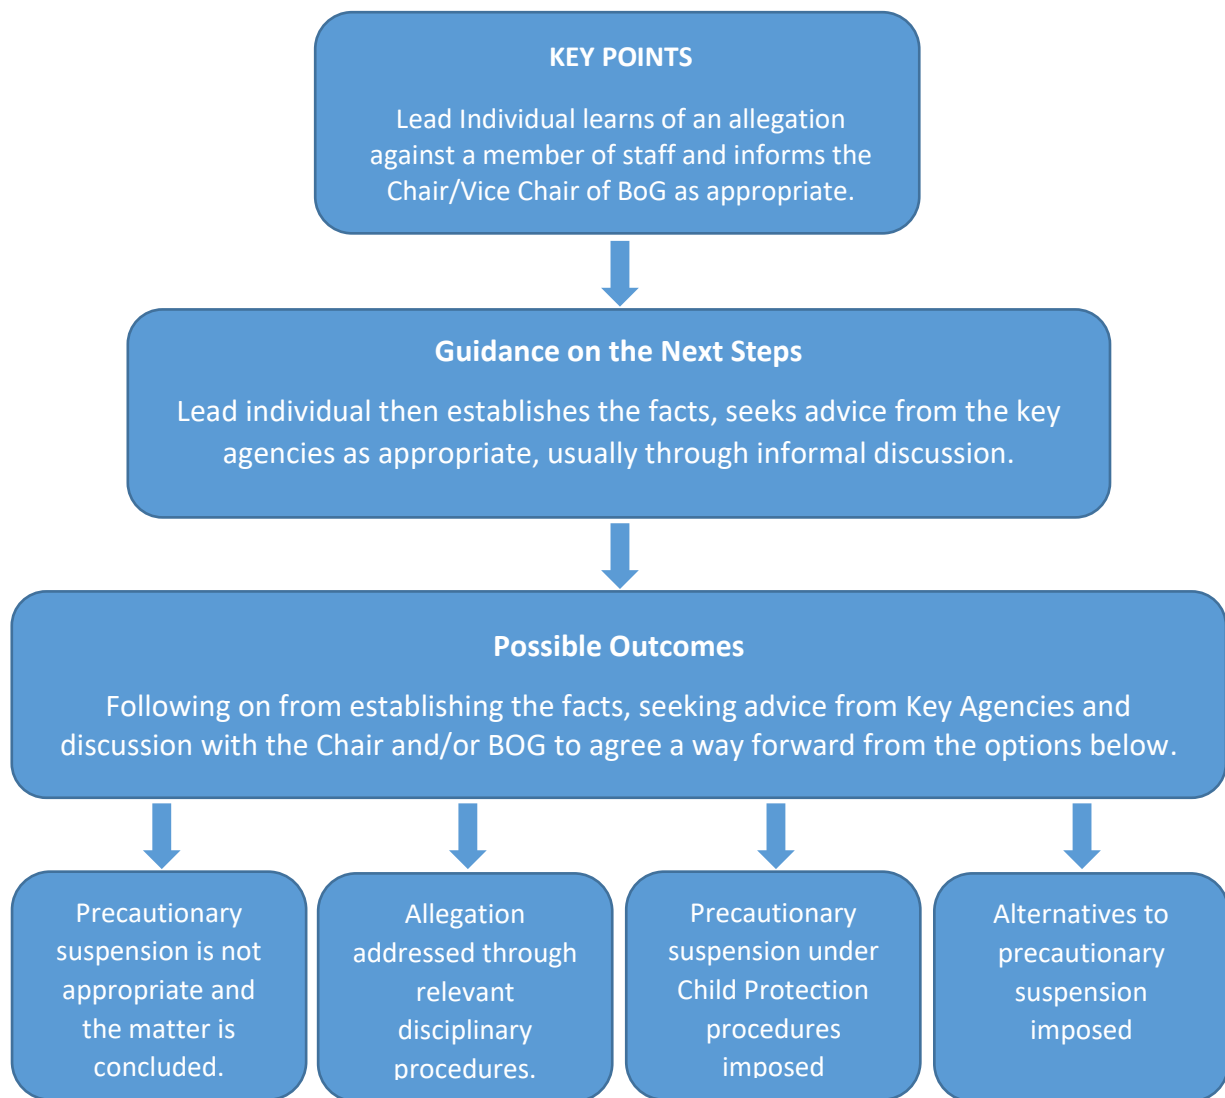 KEY POINTS
Lead Individual learns of an allegation
against a member of staff and informs the
Chair/Vice Chair of BoG as appropriate.
Guidance on the Next Steps
Lead individual then establishes the facts, seeks advice from the key
agencies as appropriate, usually through informal discussion.
Possible Outcomes
Following on from establishing the facts, seeking advice from Key Agencies and
discussion with the Chair and/or BOG to agree a way forward from the options below.
Precautionary
suspension is not
appropriate and
the matter is
concluded.
Allegation
addressed through
relevant
disciplinary
procedures.
Precautionary
suspension under
Child Protection
procedures
imposed
Alternatives to
precautionary
suspension
imposed